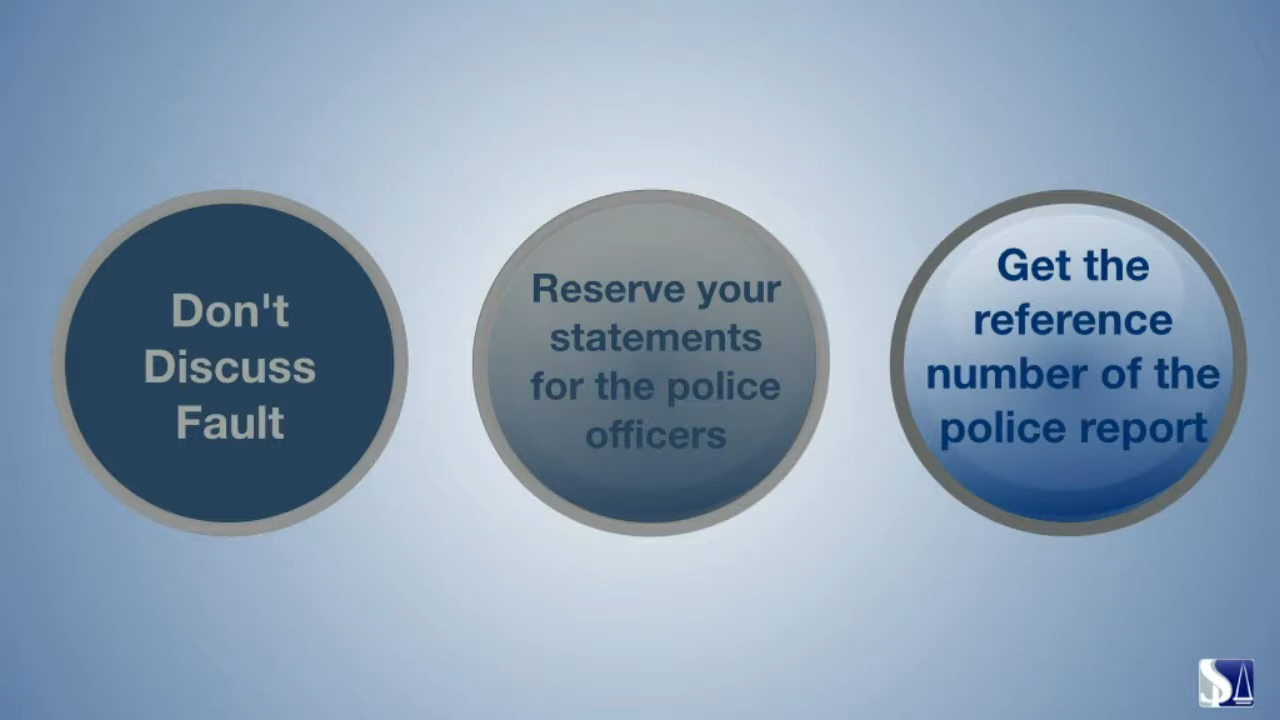 Don't
Discuss
Fault
Reserve your
statements
for the police
officers
Get the
reference
number of the
police report